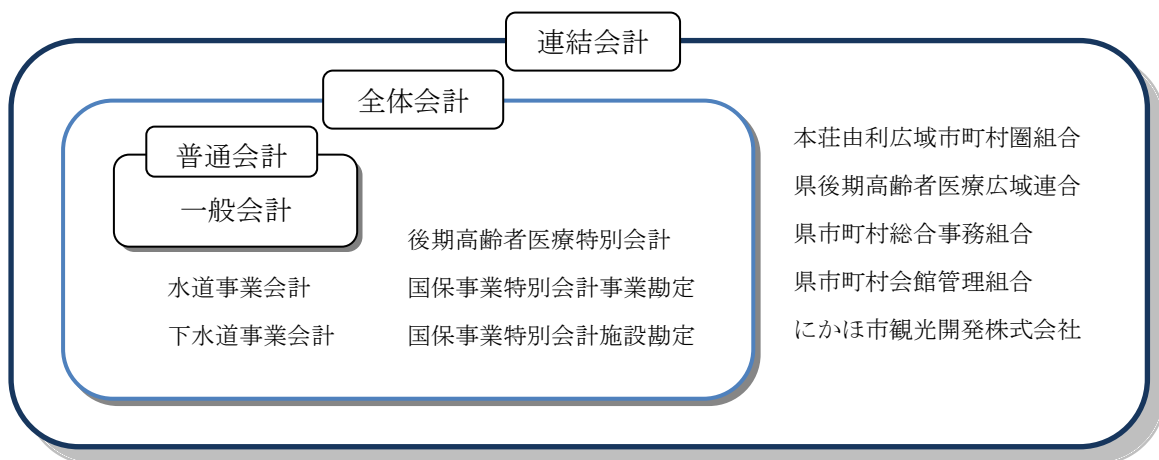 連結会計
全体会計
普通会計
一般会計
水道事業会計
下水道事業会計
後期高齢者医療特別会計
国保事業特別会計事業勘定
国保事業特別会計施設勘定
本荘由利広域市町村圏組合
県後期高齢者医療広域連合
県市町村総合事務組合
県市町村会館管理組合
にかほ市観光開発株式会社